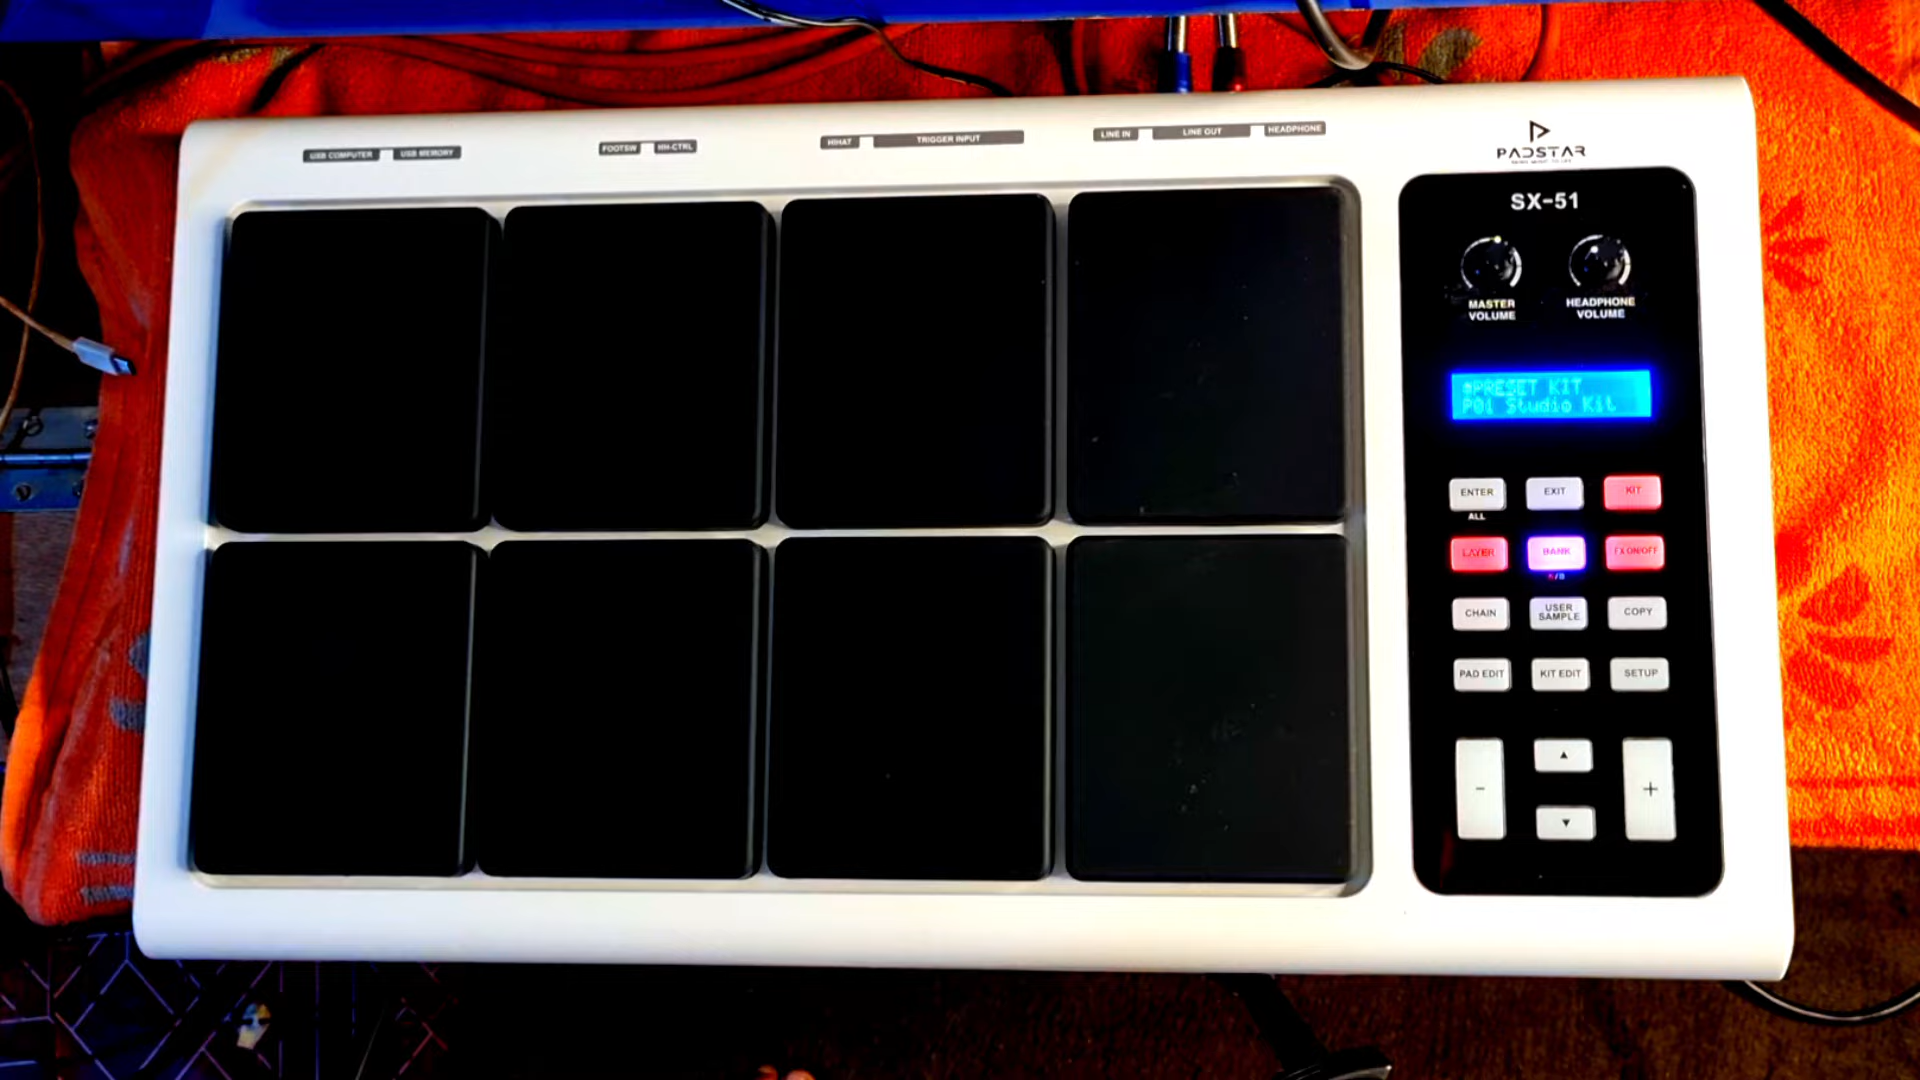 USB COMPUTER USB MEMORY
FOOTSW HH-CTRL
HIHAT TRIGGER INPUT
LINE IN LINE OUT HEADPHONE
PADSTAR
SX-51
MASTER VOLUME
HEADPHONE VOLUME
PRESET KIT
P01 Studio Kit
ENTER EXIT KIT
ALL
LAYER BANK FX ON/OFF
A/B
CHAIN USER SAMPLE COPY
PAD EDIT KIT EDIT SETUP
- ▲ +
▼